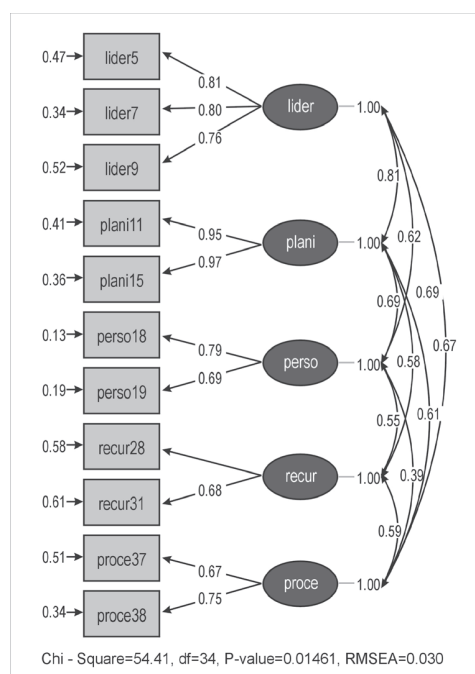 0.47 lider5
0.81
0.34 lider7 0.80 lider 1.00
0.76
0.52 lider9
0.81
0.41 plani11 0.95
plani 1.00 0.62
0.36 plani15 0.97
0.69 0.69
0.13 perso18 0.79 0.67
perso 1.00 0.58
0.19 perso19 0.69
0.61
0.55
0.58 recur28
recur 1.00 0.39
0.61 recur31 0.68
0.59
0.51 proce37 0.67
proce 1.00
0.34 proce38 0.75
Chi - Square=54.41, df=34, P-value=0.01461, RMSEA=0.030